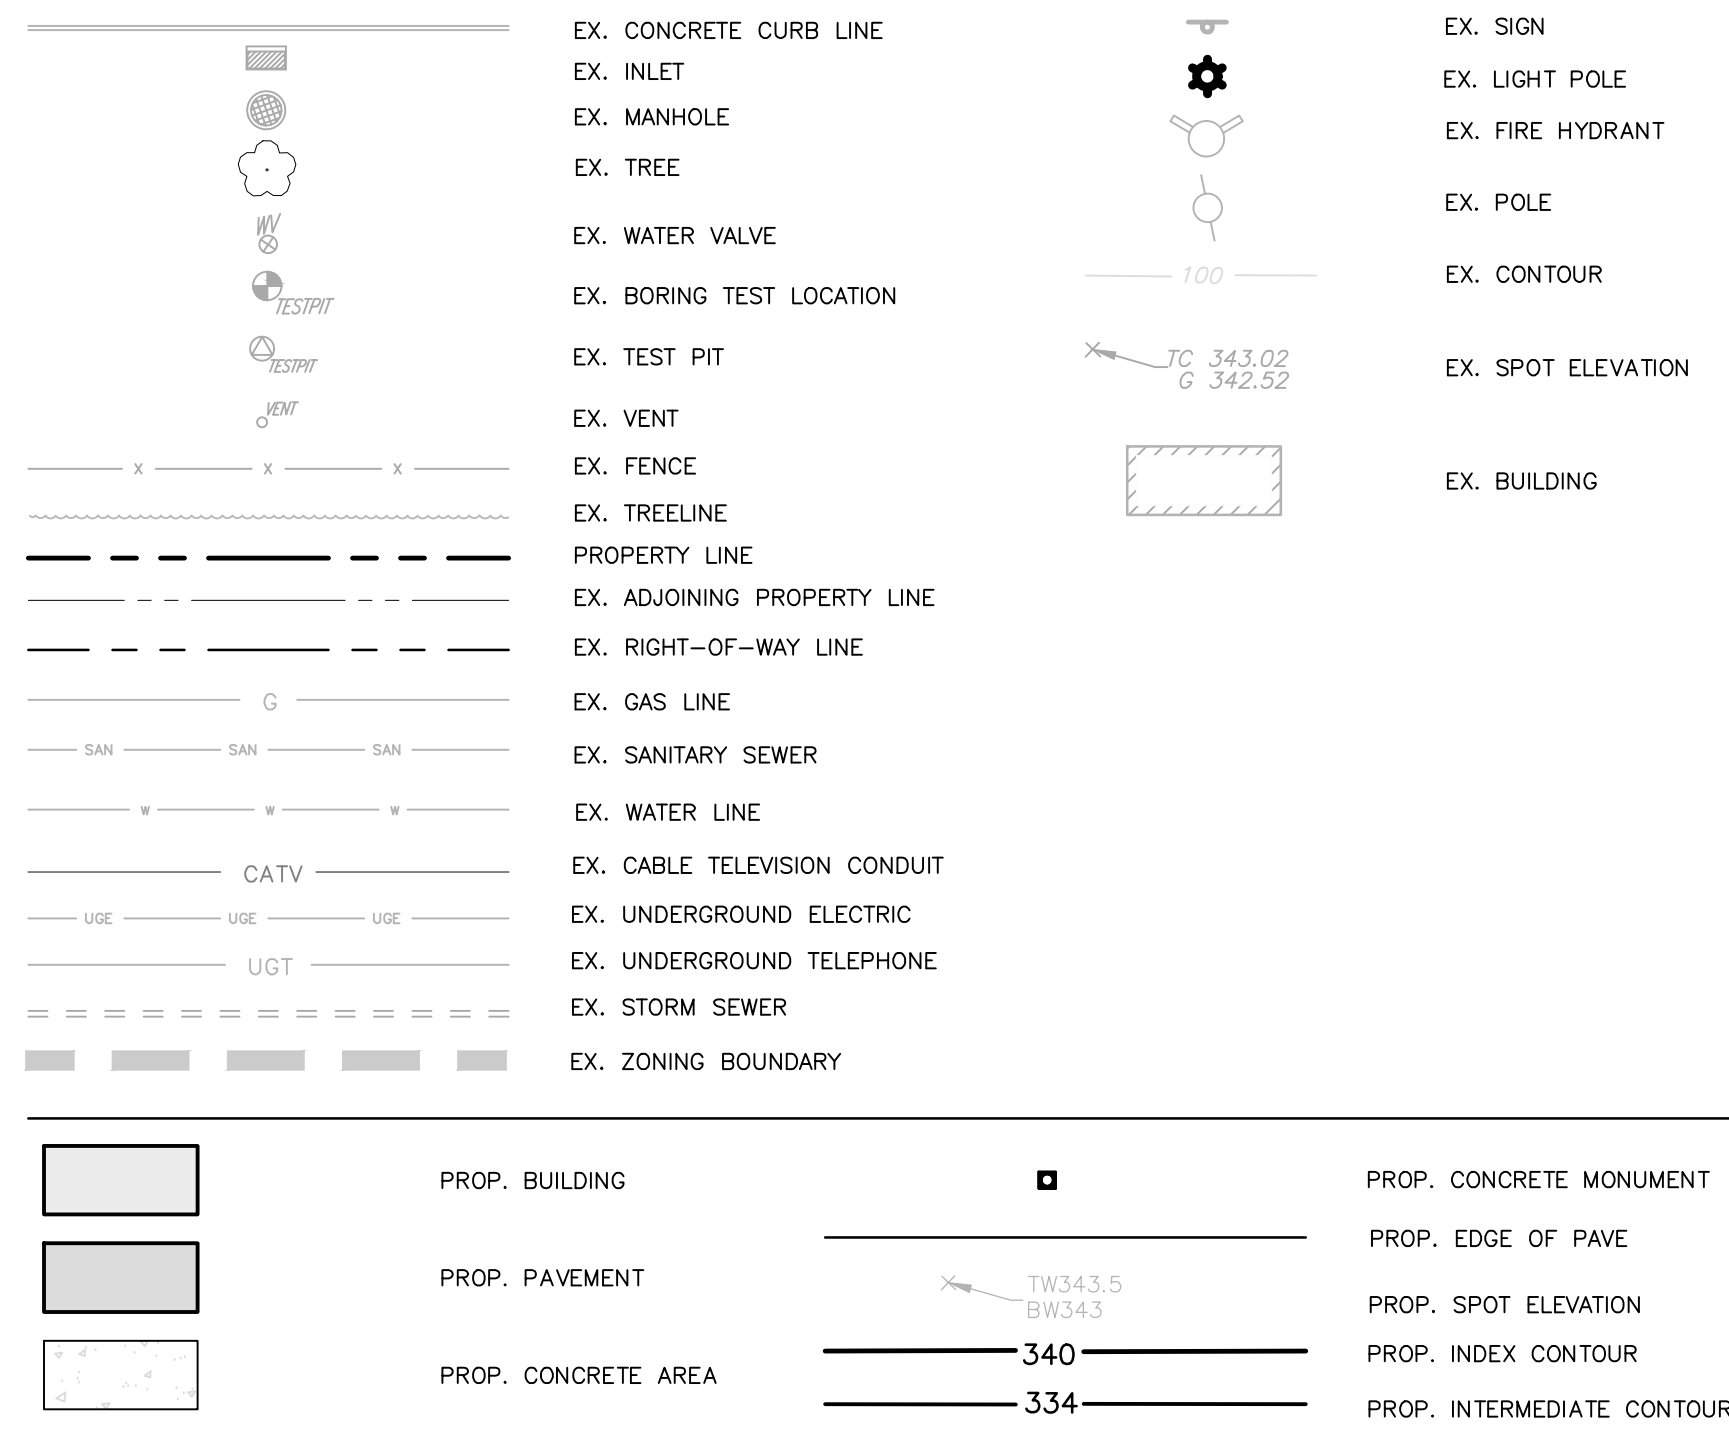 EX. CONCRETE CURB LINE
EX. INLET
EX. MANHOLE
EX. TREE
WV
EX. WATER VALVE
TESTPIT
EX. BORING TEST LOCATION
TESTPIT
EX. TEST PIT
VENT
EX. VENT
X X X
EX. FENCE
EX. TREELINE
PROPERTY LINE
EX. ADJOINING PROPERTY LINE
EX. RIGHT-OF-WAY LINE
G
EX. GAS LINE
SAN SAN SAN
EX. SANITARY SEWER
W W W
EX. WATER LINE
CATV
EX. CABLE TELEVISION CONDUIT
UGE UGE UGE
EX. UNDERGROUND ELECTRIC
UGT
EX. UNDERGROUND TELEPHONE
EX. STORM SEWER
EX. ZONING BOUNDARY
EX. SIGN
EX. LIGHT POLE
EX. FIRE HYDRANT
EX. POLE
100
EX. CONTOUR
TC 343.02
G 342.52
EX. SPOT ELEVATION
EX. BUILDING
PROP. BUILDING
PROP. PAVEMENT
PROP. CONCRETE AREA
PROP. CONCRETE MONUMENT
PROP. EDGE OF PAVE
TW343.5
BW343
PROP. SPOT ELEVATION
340
PROP. INDEX CONTOUR
334
PROP. INTERMEDIATE CONTOUR